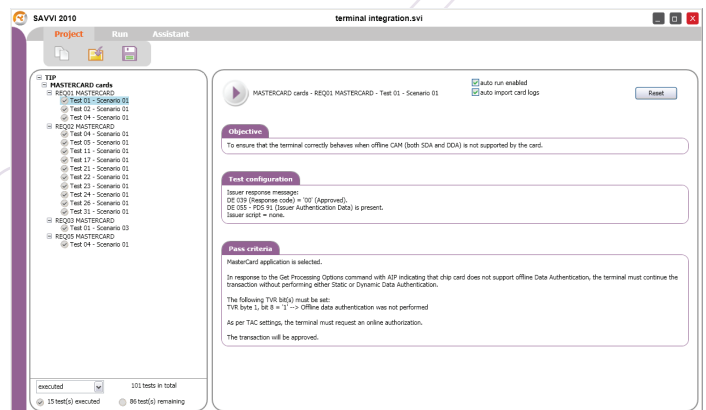 SAVVI 2010
terminal integration.svi
Project Run Assistant
TIP
MASTERCARD cards
REQ01 MASTERCARD
Test 01 - Scenario 01
Test 02 - Scenario 01
Test 04 - Scenario 01
REQ02 MASTERCARD
Test 04 - Scenario 01
Test 05 - Scenario 01
Test 11 - Scenario 01
Test 17 - Scenario 01
Test 21 - Scenario 01
Test 22 - Scenario 01
Test 23 - Scenario 01
Test 24 - Scenario 01
Test 26 - Scenario 01
Test 31 - Scenario 01
REQ03 MASTERCARD
Test 01 - Scenario 03
REQ05 MASTERCARD
Test 04 - Scenario 01
executed
101 tests in total
15 test(s) executed
86 test(s) remaining
MASTERCARD cards - REQ01 MASTERCARD - Test 01 - Scenario 01
auto run enabled
auto import card logs
Reset
Objective
To ensure that the terminal correctly behaves when offline CAM (both SDA and DDA) is not supported by the card.
Test configuration
Issuer response message:
DE 039 (Response code) = '00' (Approved).
DE 055 - PDS 91 (Issuer Authentication Data) is present.
Issuer script = none.
Pass criteria
MasterCard application is selected.
In response to the Get Processing Options command with AIP indicating that chip card does not support offline Data Authentication, the terminal must continue the
transaction without performing either Static or Dynamic Data Authentication.
The following TVR bit(s) must be set:
TVR byte 1, bit 8 = '1' --> Offline data authentication was not performed
As per TAC settings, the terminal must request an online authorization.
The transaction will be approved.